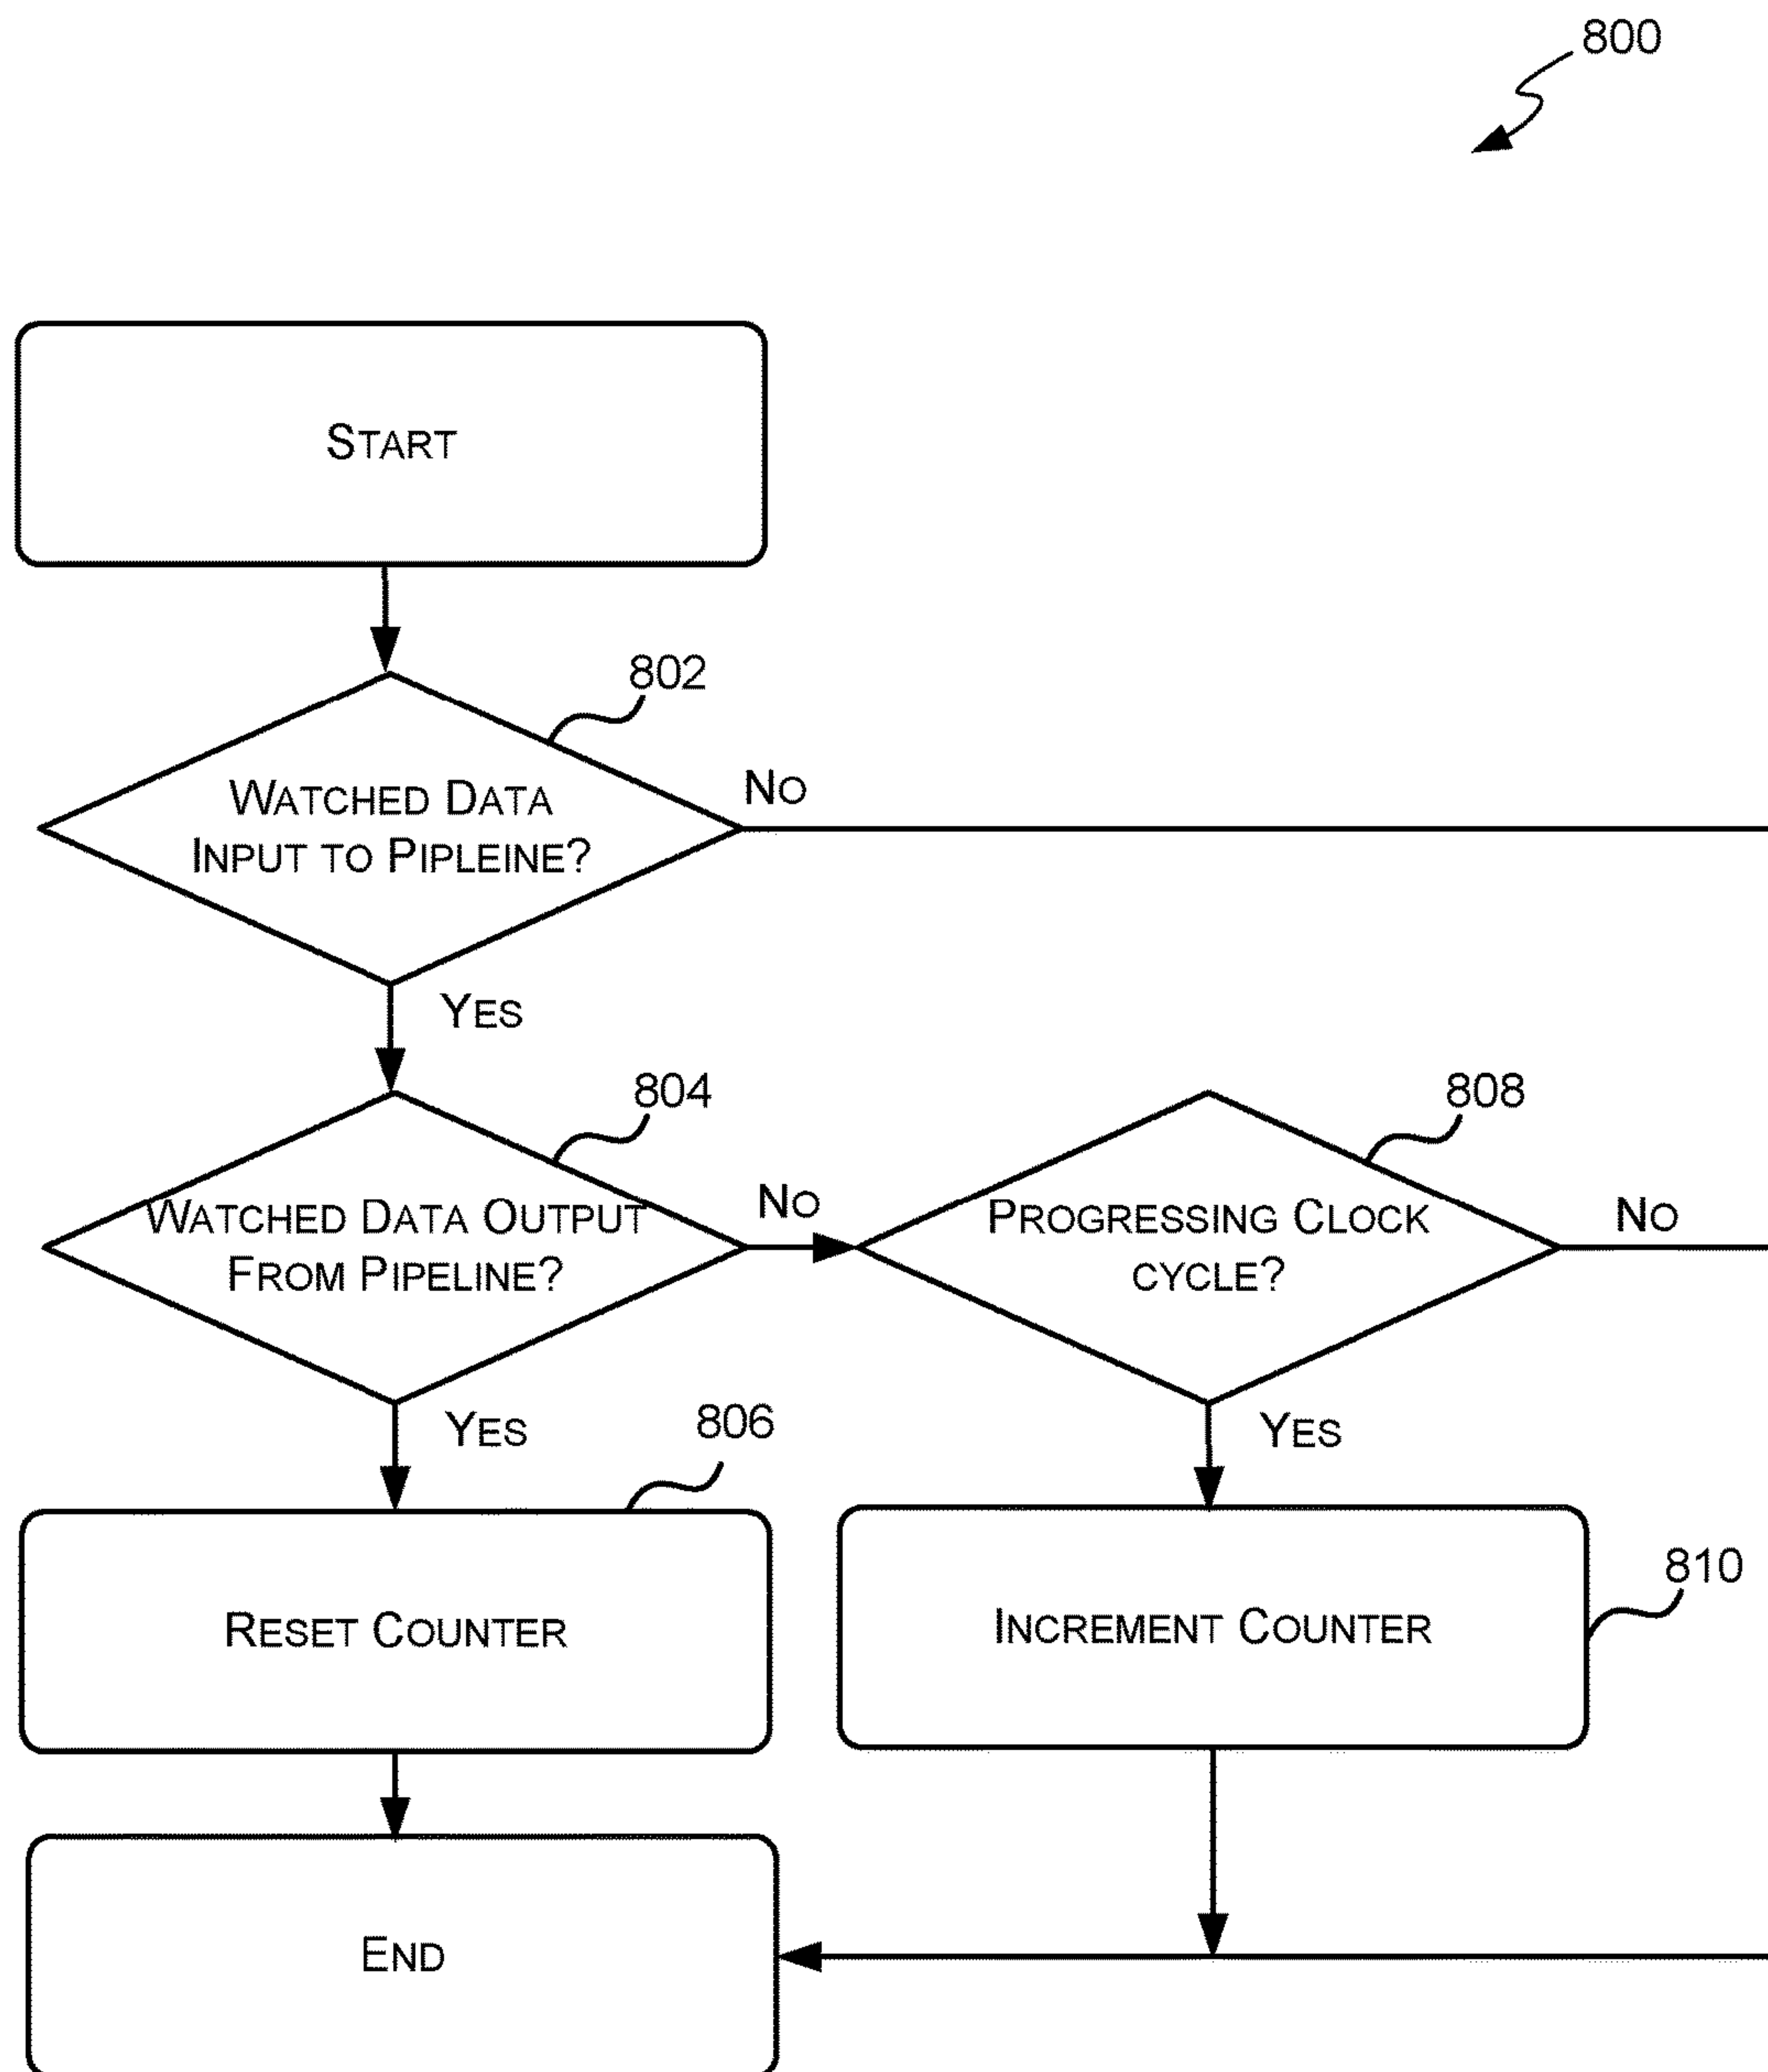 800
START
802
WATCHED DATA
INPUT TO PIPLEINE?
NO
YES
804
WATCHED DATA OUTPUT
FROM PIPELINE?
NO
808
PROGRESSING CLOCK
CYCLE?
NO
YES
YES
806
RESET COUNTER
INCREMENT COUNTER
810
END